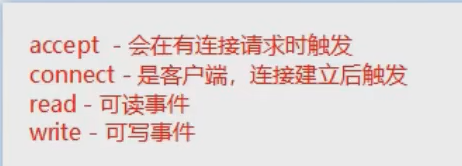 accept - 会在有连接请求时触发
connect - 是客户端，连接建立后触发
read - 可读事件
write - 可写事件